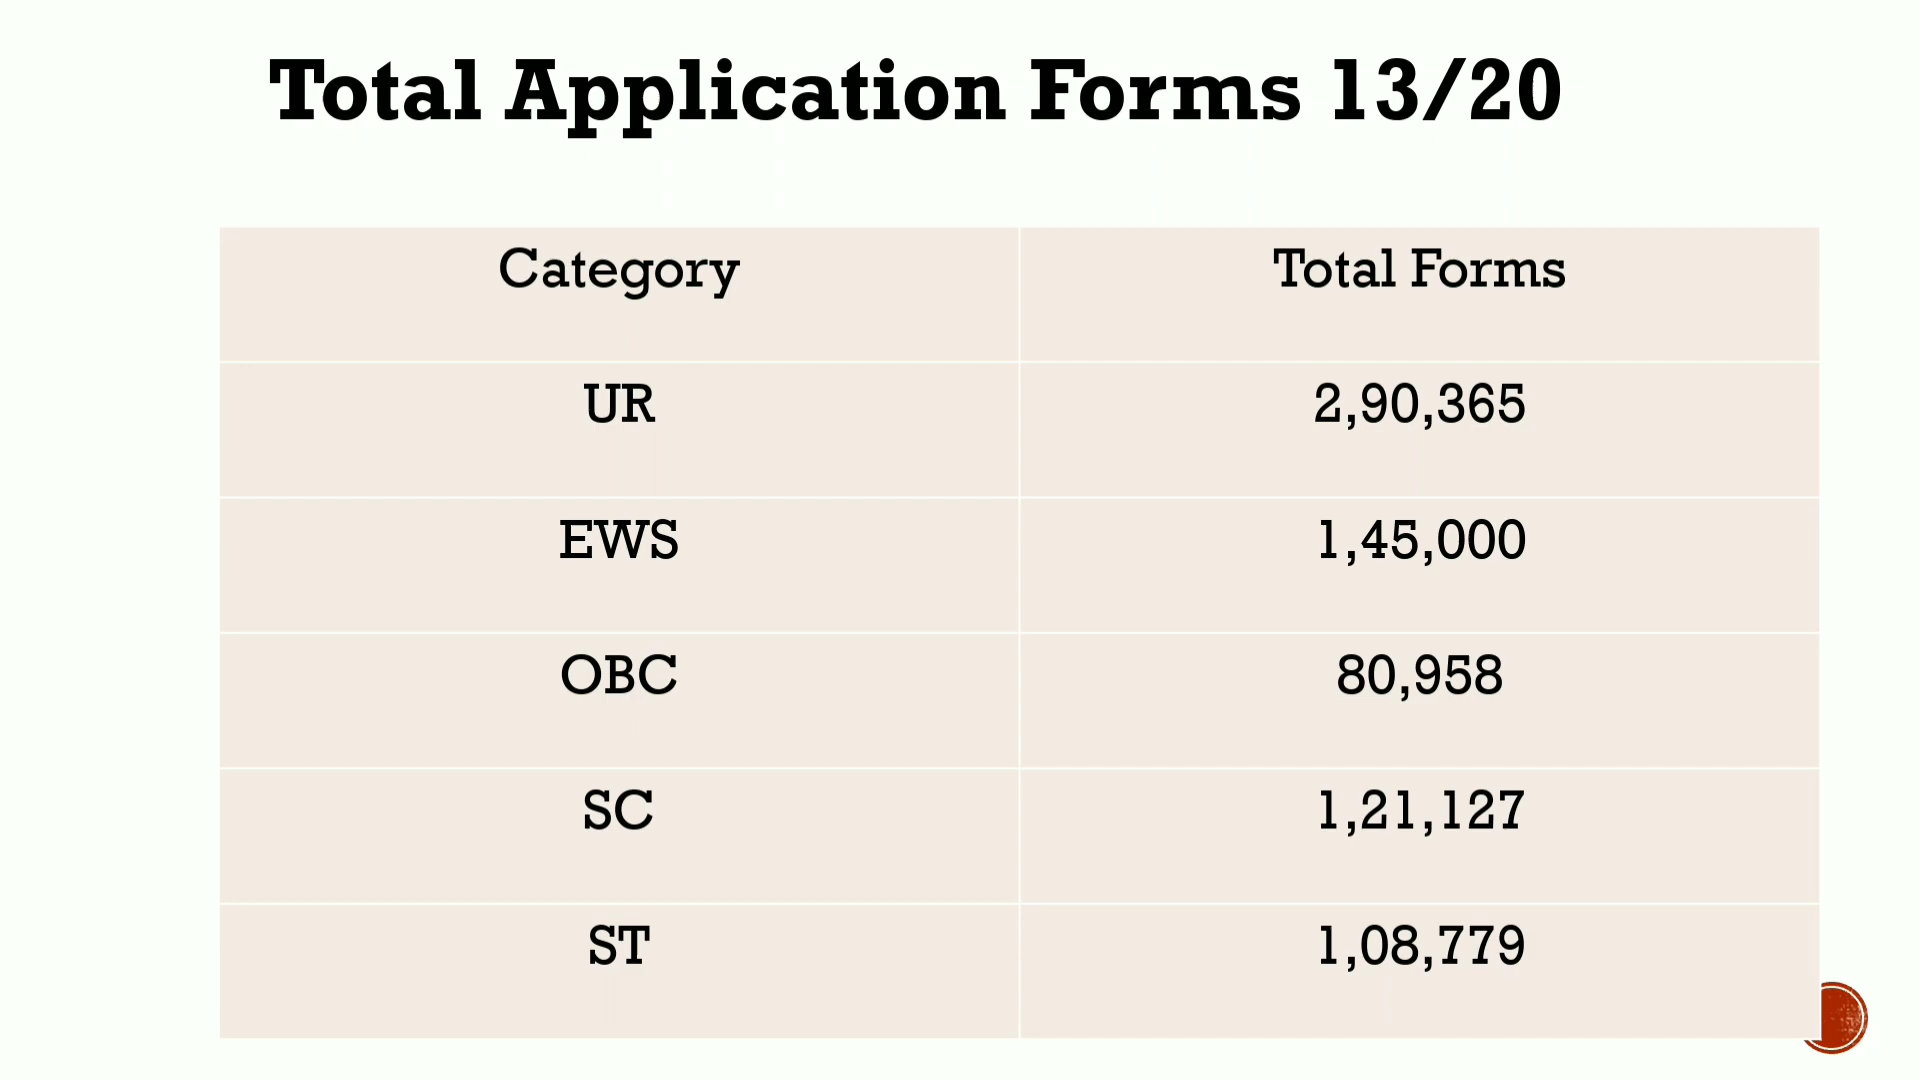 Total Application Forms 13/20
Category Total Forms
UR 2,90,365
EWS 1,45,000
OBC 80,958
SC 1,21,127
ST 1,08,779